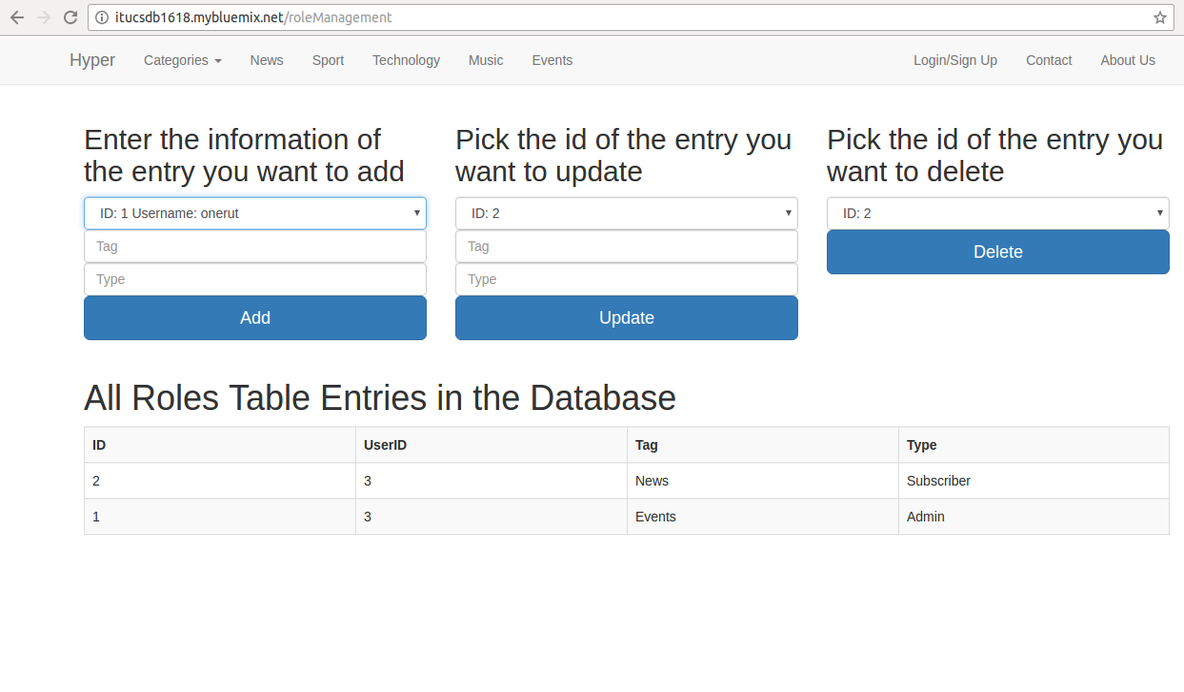 itucsdb1618.mybluemix.net/roleManagement
Hyper Categories News Sport Technology Music Events Login/Sign Up Contact About Us
Enter the information of
the entry you want to add
ID: 1 Username: onerut
Tag
Type
Add
Pick the id of the entry you
want to update
ID: 2
Tag
Type
Update
Pick the id of the entry you
want to delete
ID: 2
Delete
All Roles Table Entries in the Database
ID UserID Tag Type
2 3 News Subscriber
1 3 Events Admin